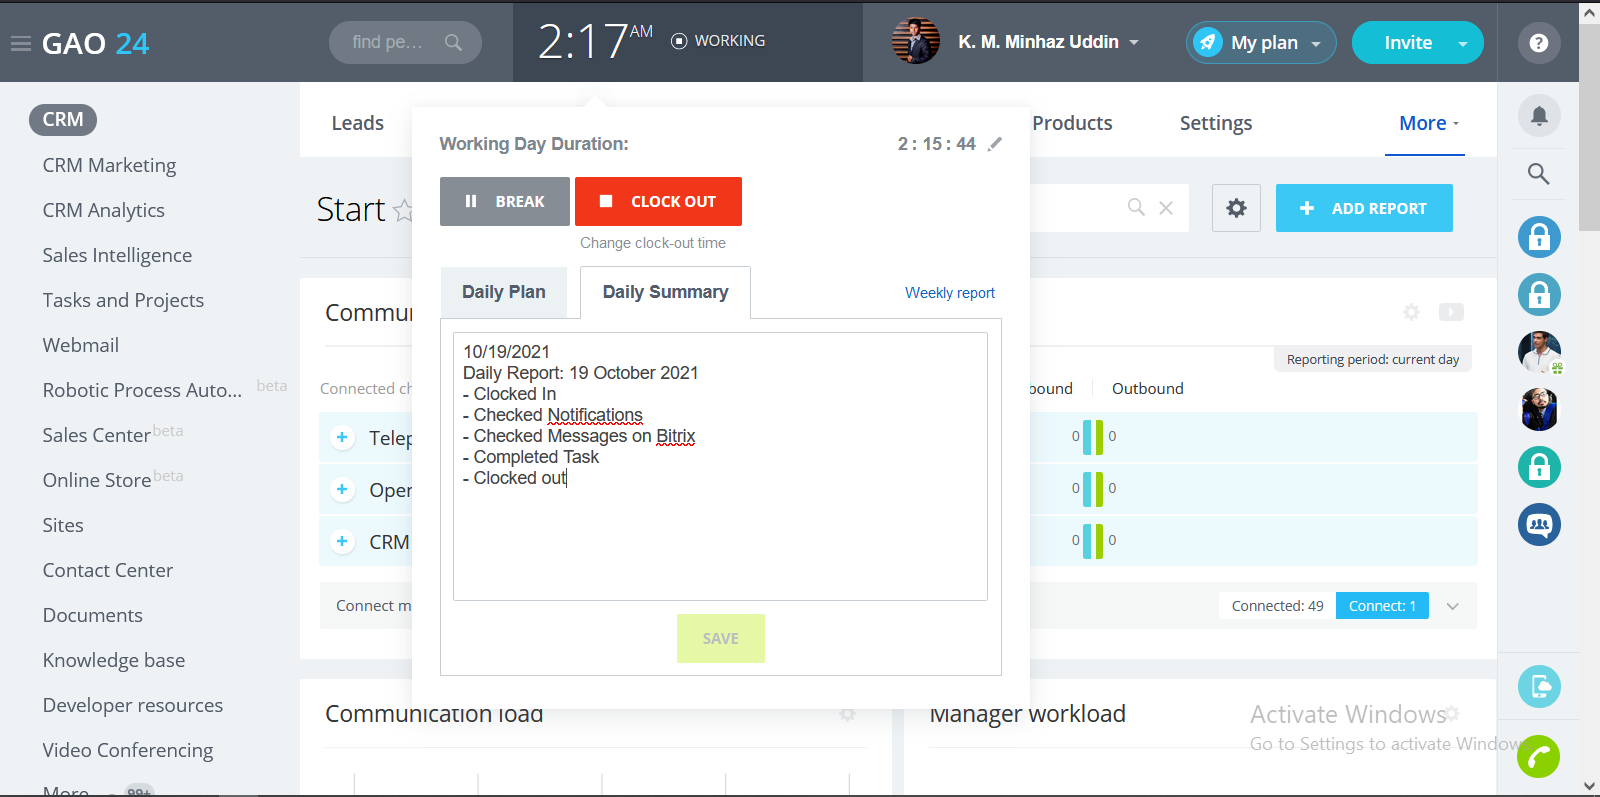 GAO 24
find pe...
2:17 AM
WORKING
K. M. Minhaz Uddin
My plan
Invite
CRM
CRM Marketing
CRM Analytics
Sales Intelligence
Tasks and Projects
Webmail
Robotic Process Auto... beta
Sales Center beta
Online Store beta
Sites
Contact Center
Documents
Knowledge base
Developer resources
Video Conferencing
More 99+
Leads
Products
Settings
More
Start
ADD REPORT
Working Day Duration:
2 : 15 : 44
BREAK
CLOCK OUT
Change clock-out time
Daily Plan
Daily Summary
Weekly report
10/19/2021
Daily Report: 19 October 2021
- Clocked In
- Checked Notifications
- Checked Messages on Bitrix
- Completed Task
- Clocked out
SAVE
Commun
Reporting period: current day
Connected ch
bound
Outbound
Telep
0 0
Open
0 0
CRM
0 0
Connect m
Connected: 49
Connect: 1
Communication load
Manager workload
Activate Windows
Go to Settings to activate Windows